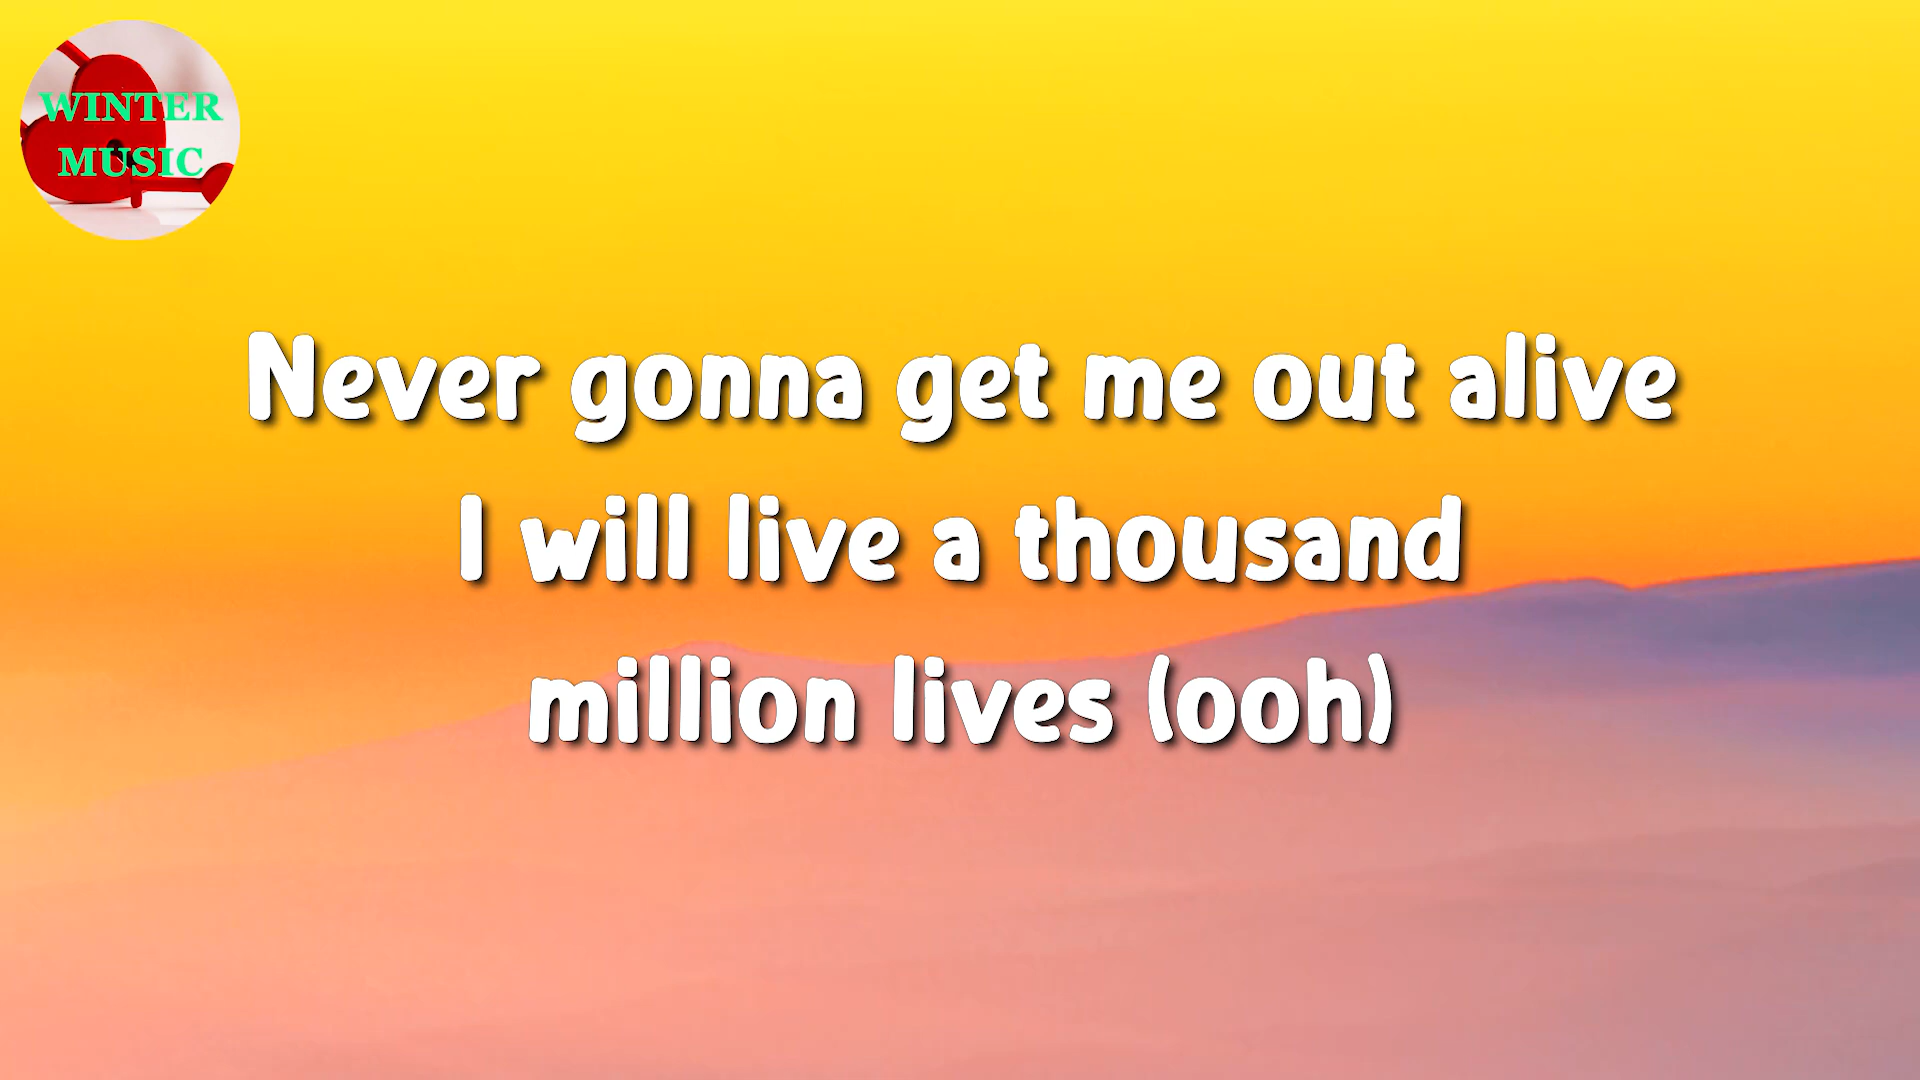 WINTER
MUSIC
Never gonna get me out alive
I will live a thousand
million lives (ooh)